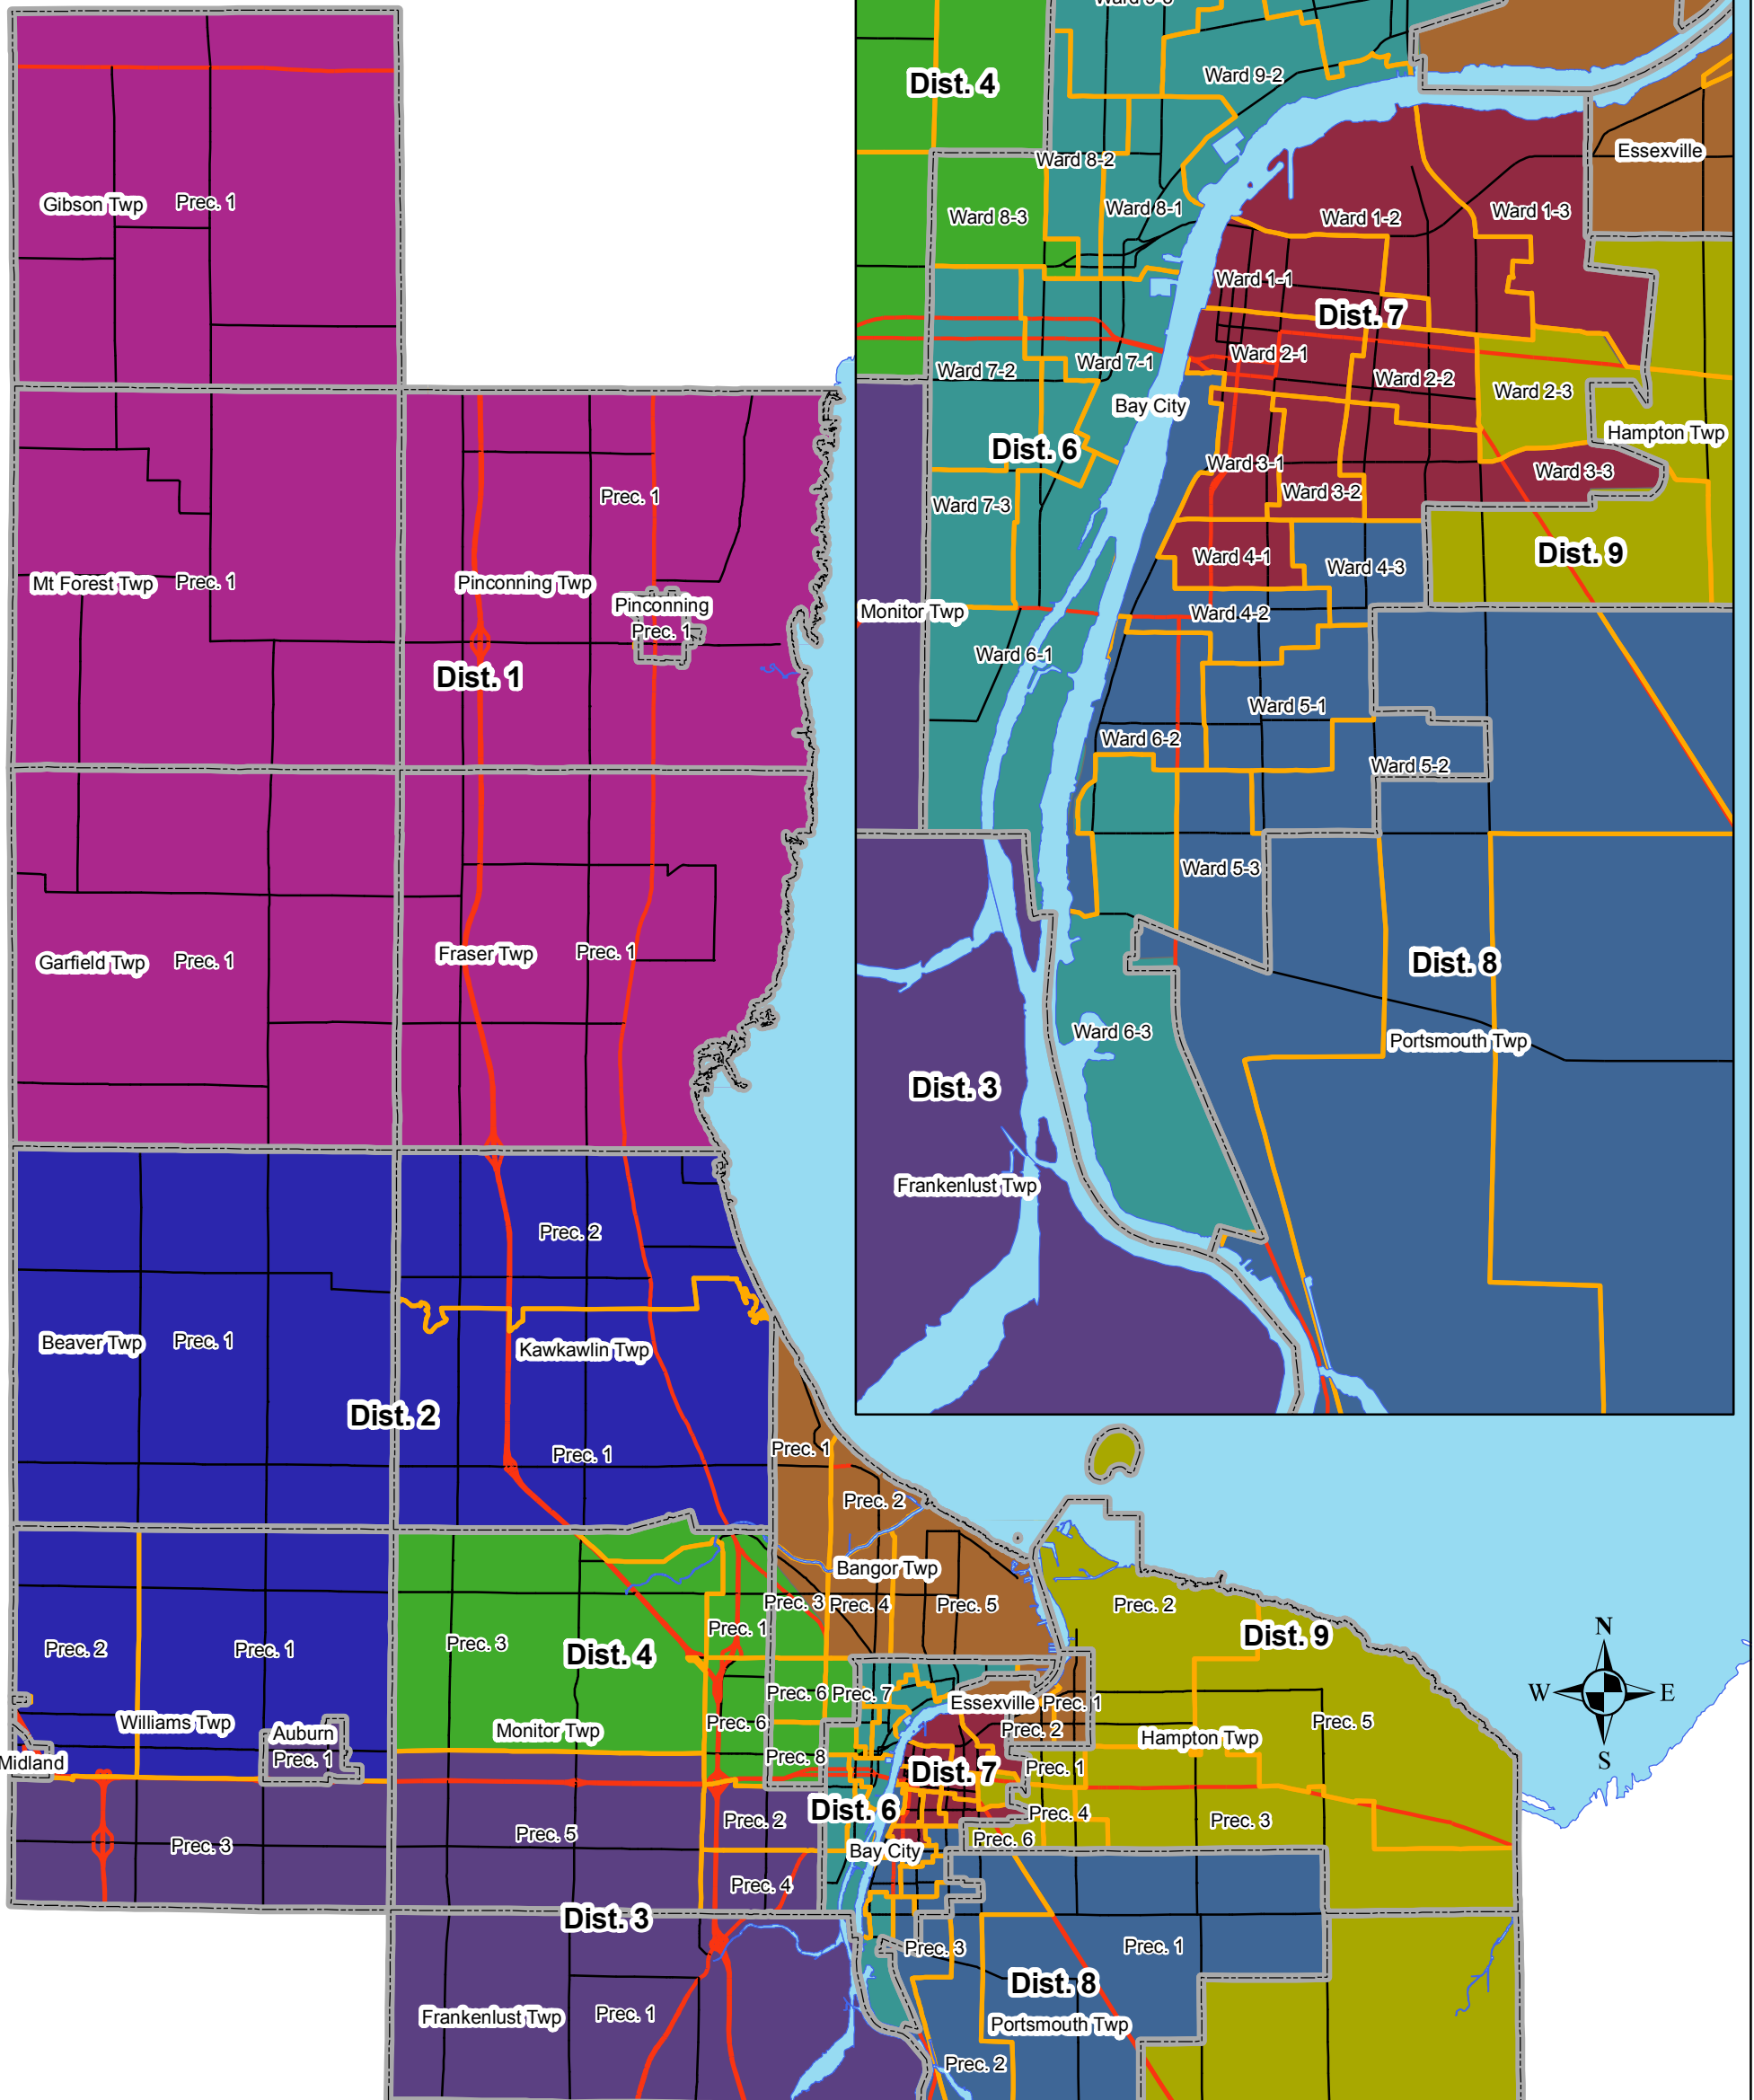 Gibson Twp
Prec. 1
Mt Forest Twp
Prec. 1
Pinconning Twp
Prec. 1
Pinconning
Prec. 1
Dist. 1
Garfield Twp
Prec. 1
Fraser Twp
Prec. 1
Prec. 2
Beaver Twp
Prec. 1
Kawkawlin Twp
Dist. 2
Prec. 1
Prec. 2
Prec. 1
Williams Twp
Auburn
Prec. 1
Midland
Prec. 3
Prec. 3
Dist. 4
Prec. 1
Monitor Twp
Prec. 6
Prec. 5
Prec. 2
Prec. 4
Dist. 3
Frankenlust Twp
Prec. 1
Prec. 1
Prec. 2
Bangor Twp
Prec. 3
Prec. 4
Prec. 5
Prec. 6
Prec. 7
Prec. 8
Essexville
Prec. 1
Prec. 2
Dist. 7
Dist. 6
Bay City
Prec. 2
Dist. 9
Hampton Twp
Prec. 5
Prec. 1
Prec. 4
Prec. 3
Prec. 6
Prec. 3
Prec. 1
Dist. 8
Portsmouth Twp
Prec. 2
N
W
E
S
Dist. 4
Ward 9-2
Ward 8-2
Ward 8-3
Ward 8-1
Essexville
Ward 1-2
Ward 1-3
Ward 1-1
Dist. 7
Ward 7-2
Ward 7-1
Ward 2-1
Ward 2-2
Ward 2-3
Bay City
Dist. 6
Hampton Twp
Ward 3-1
Ward 3-2
Ward 3-3
Ward 7-3
Ward 4-1
Ward 4-3
Dist. 9
Monitor Twp
Ward 4-2
Ward 6-1
Ward 5-1
Ward 6-2
Ward 5-2
Ward 5-3
Dist. 8
Ward 6-3
Portsmouth Twp
Dist. 3
Frankenlust Twp